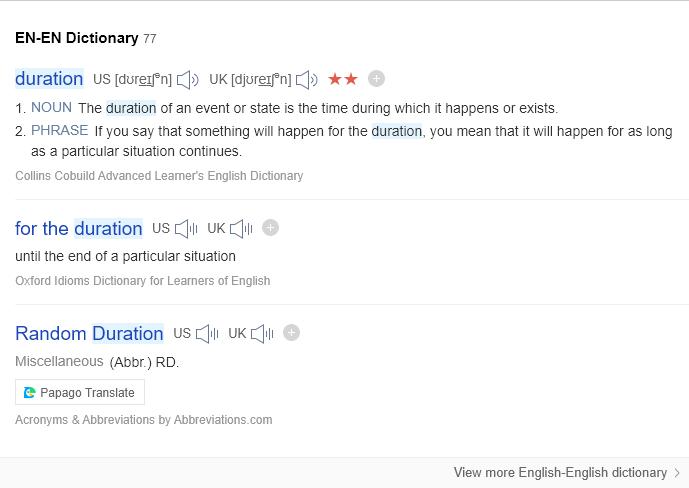 EN-EN Dictionary 77
duration US [dʊreɪʃᵊn] UK [djʊreɪʃᵊn] ★★
1. NOUN The duration of an event or state is the time during which it happens or exists.
2. PHRASE If you say that something will happen for the duration, you mean that it will happen for as long
as a particular situation continues.
Collins Cobuild Advanced Learner's English Dictionary
for the duration US UK
until the end of a particular situation
Oxford Idioms Dictionary for Learners of English
Random Duration US UK
Miscellaneous (Abbr.) RD.
Papago Translate
Acronyms & Abbreviations by Abbreviations.com
View more English-English dictionary >